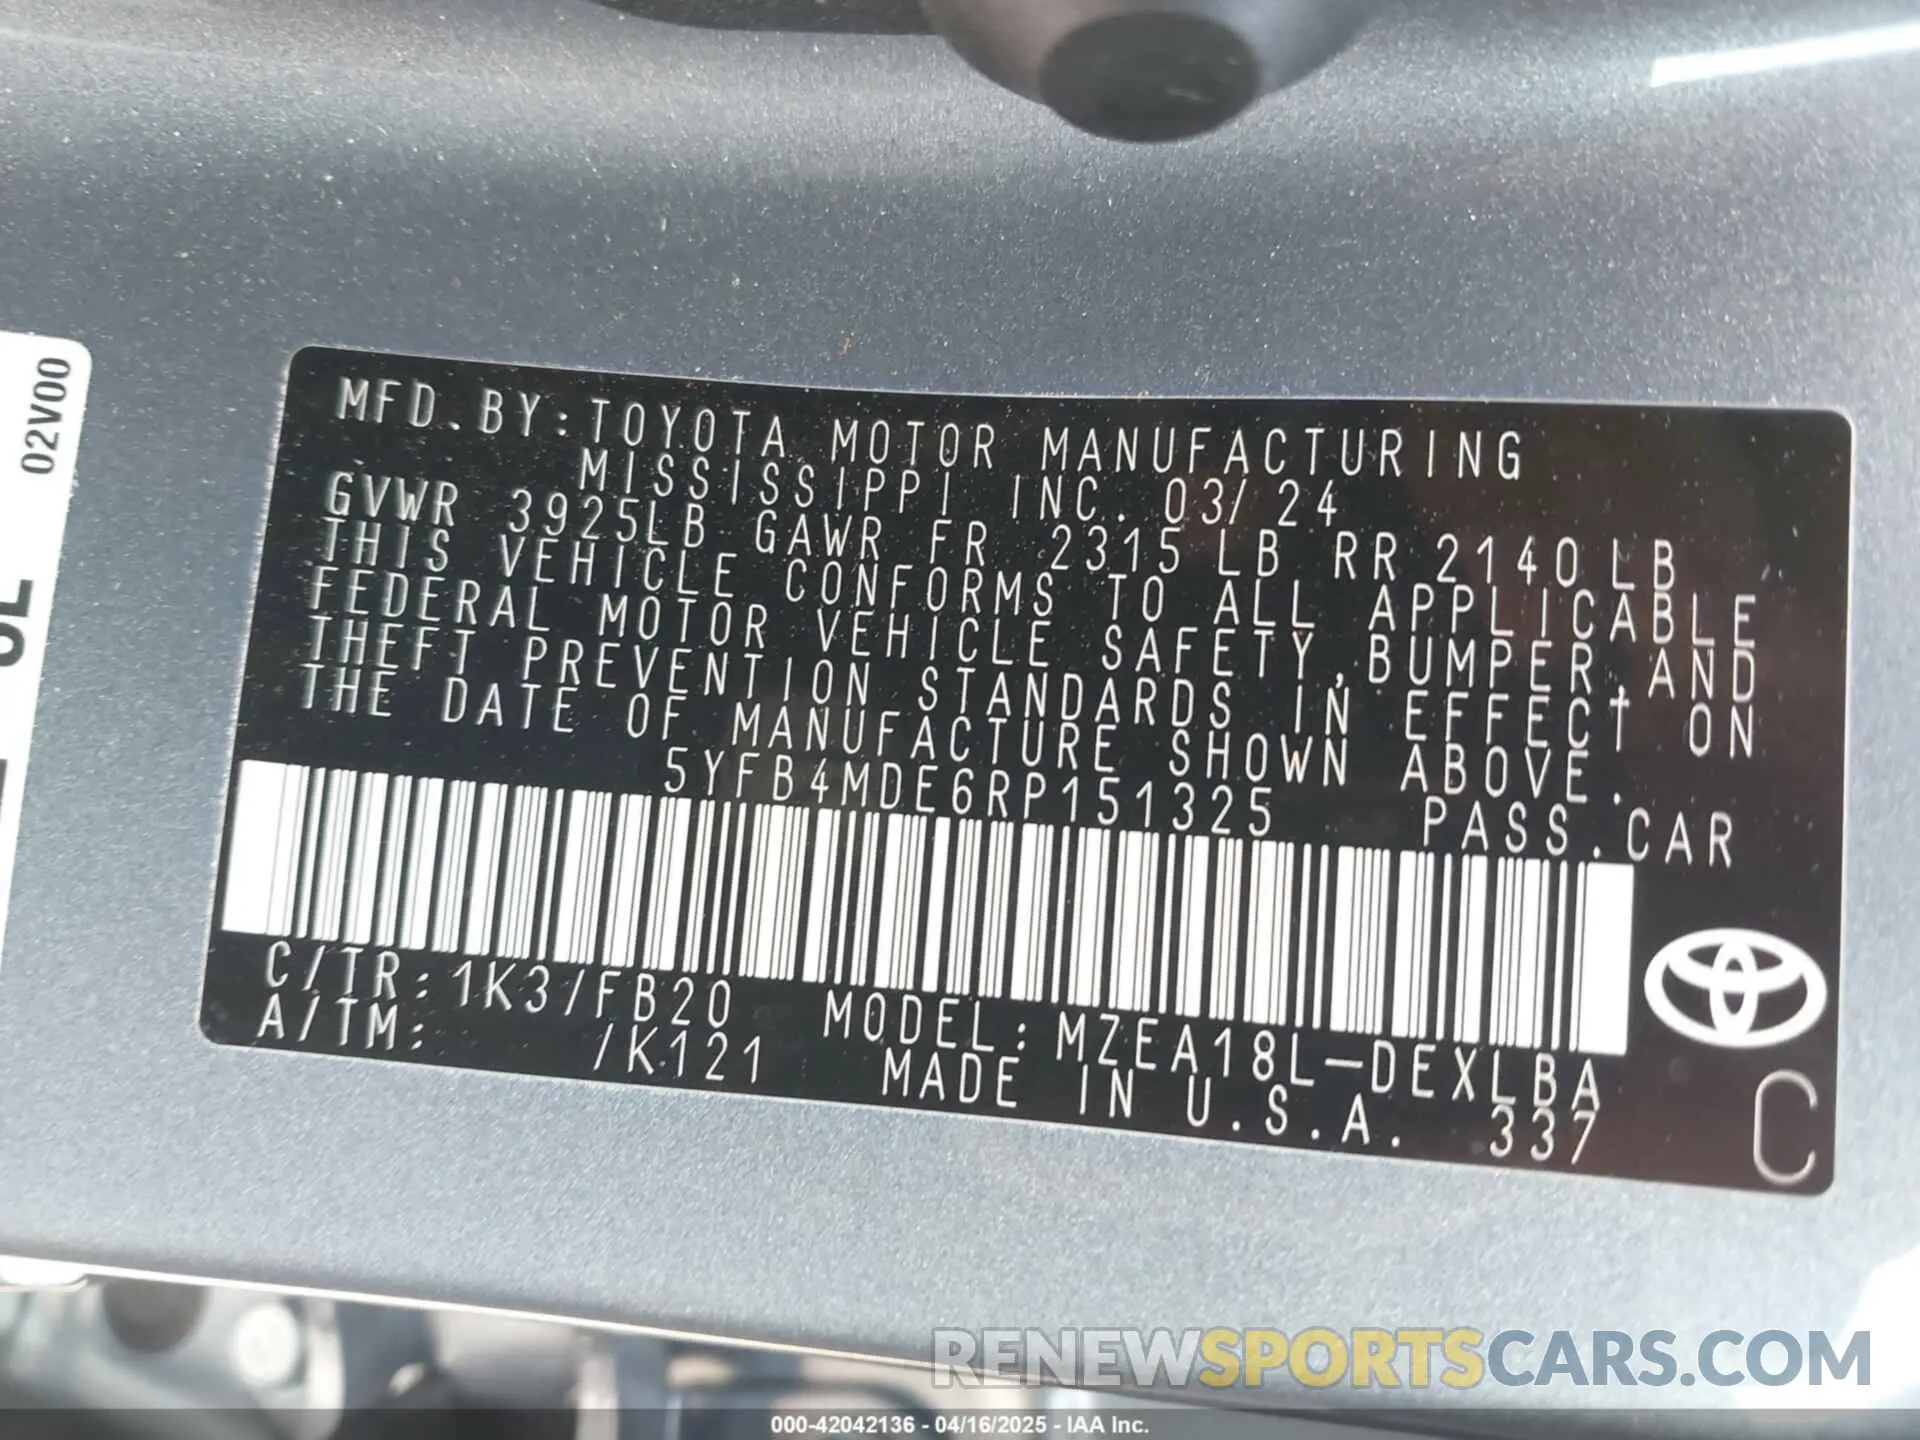 02V00
MFD.BY:TOYOTA MOTOR MANUFACTURING
MISSISSIPPI INC. 03/24
GVWR 3925LB GAWR FR 2315LB RR 2140LB
THIS VEHICLE CONFORMS TO ALL APPLICABLE
FEDERAL MOTOR VEHICLE SAFETY,BUMPER,AND
THEFT PREVENTION STANDARDS IN EFFECT ON
THE DATE OF MANUFACTURE SHOWN ABOVE.
5YFB4MDE6RP151325 PASS.CAR
C/TR:1K3/FB20 MODEL:MZEA18L-DEXLBA
A/TM: /K121 MADE IN U.S.A. 337
C
RENEWSPORTSCARS.COM
000-42042136 - 04/16/2025 - IAA Inc.